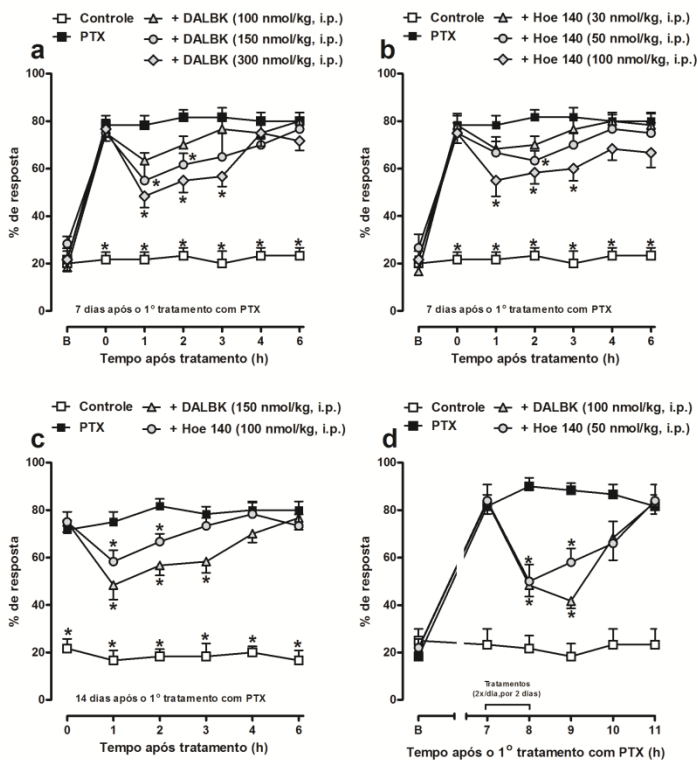 a
Controle
PTX
+ DALBK (100 nmol/kg, i.p.)
+ DALBK (150 nmol/kg, i.p.)
+ DALBK (300 nmol/kg, i.p.)
100
80
60
40
20
0
% de resposta
* * * * * *
* *
* * *
7 dias após o 1º tratamento com PTX
B 0 1 2 3 4 6
Tempo após tratamento (h)
b
Controle
PTX
+ Hoe 140 (30 nmol/kg, i.p.)
+ Hoe 140 (50 nmol/kg, i.p.)
+ Hoe 140 (100 nmol/kg, i.p.)
100
80
60
40
20
0
% de resposta
*
* * *
* * * * * *
7 dias após o 1º tratamento com PTX
B 0 1 2 3 4 6
Tempo após tratamento (h)
c
Controle
PTX
+ DALBK (150 nmol/kg, i.p.)
+ Hoe 140 (100 nmol/kg, i.p.)
100
80
60
40
20
0
% de resposta
* *
* * *
* * * * * *
14 dias após o 1º tratamento com PTX
0 1 2 3 4 6
Tempo após tratamento (h)
d
Controle
PTX
+ DALBK (100 nmol/kg, i.p.)
+ Hoe 140 (50 nmol/kg, i.p.)
100
80
60
40
20
0
% de resposta
* *
* *
Tratamentos
(2x/dia,por 2 dias)
B 7 8 9 10 11
Tempo após o 1º tratamento com PTX (h)